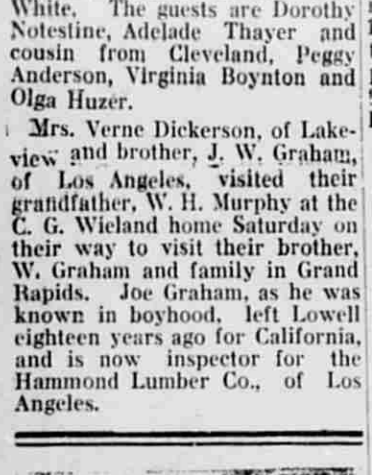 White. The guests are Dorothy
Notestine, Adelade Thayer and
cousin from Cleveland, Peggy
Anderson, Virginia Boynton and
Olga Huzer.
Mrs. Verne Dickerson, of Lake-
view and brother, J. W. Graham,
of Los Angeles, visited their
grandfather, W. H. Murphy at the
C. G. Wieland home Saturday on
their way to visit their brother,
W. Graham and family in Grand
Rapids. Joe Graham, as he was
known in boyhood, left Lowell
eighteen years ago for California,
and is now inspector for the
Hammond Lumber Co., of Los
Angeles.